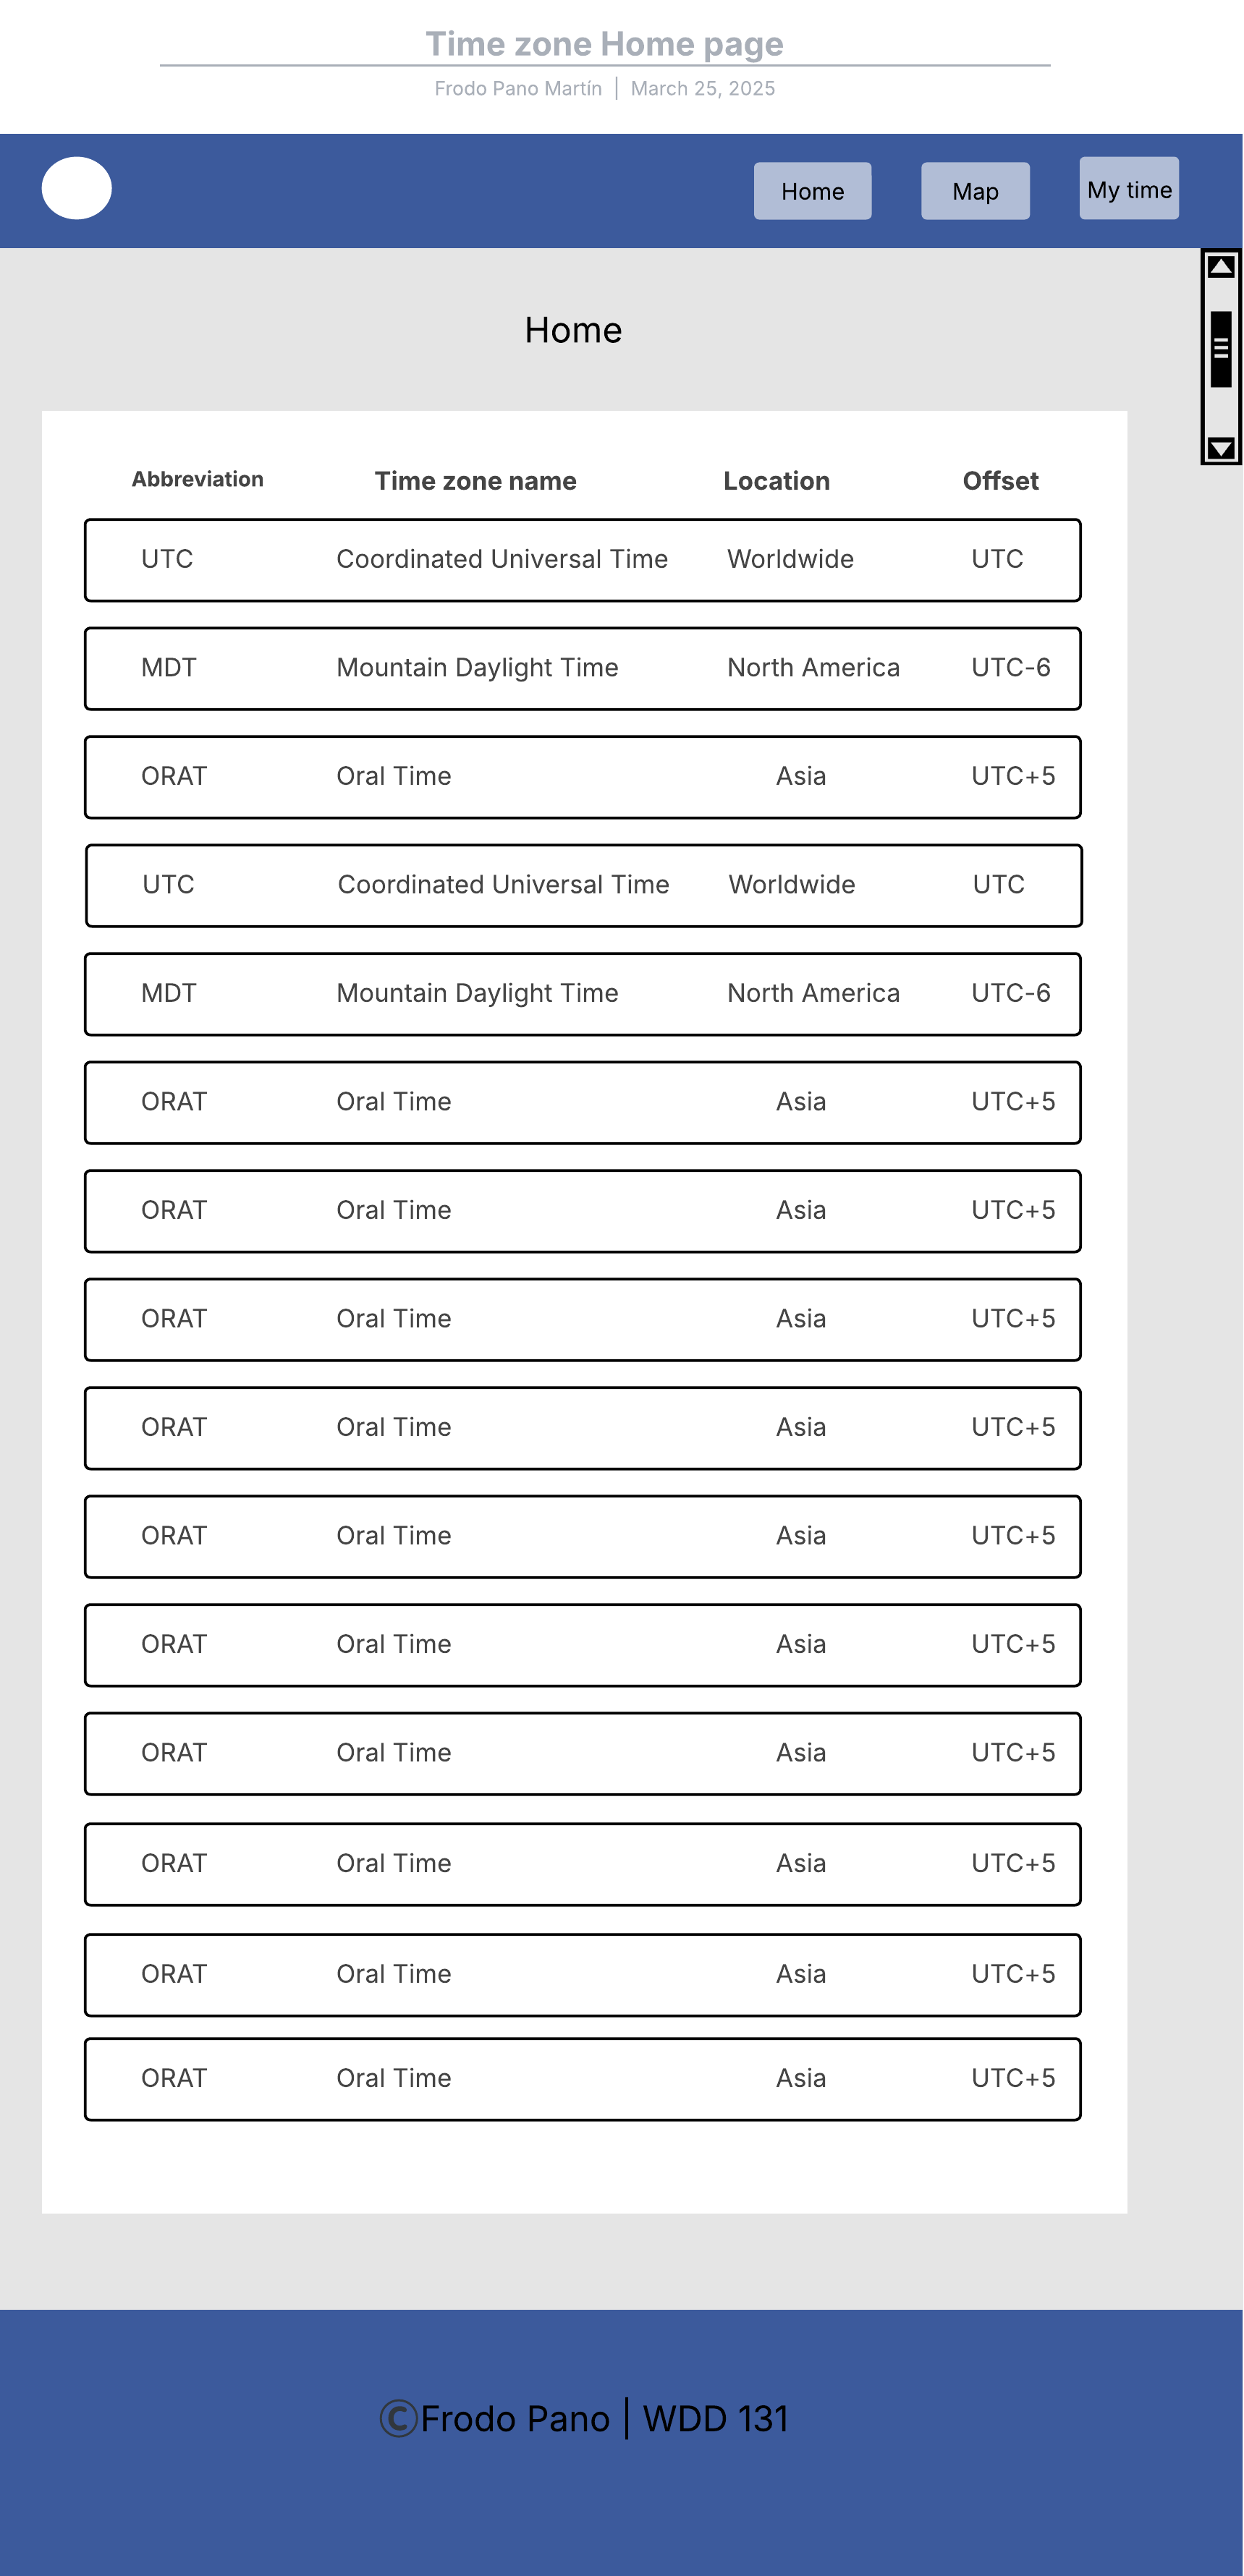 Time zone Home page
Frodo Pano Martín | March 25, 2025
Home Map My time
Home
Abbreviation Time zone name Location Offset
UTC Coordinated Universal Time Worldwide UTC
MDT Mountain Daylight Time North America UTC-6
ORAT Oral Time Asia UTC+5
UTC Coordinated Universal Time Worldwide UTC
MDT Mountain Daylight Time North America UTC-6
ORAT Oral Time Asia UTC+5
ORAT Oral Time Asia UTC+5
ORAT Oral Time Asia UTC+5
ORAT Oral Time Asia UTC+5
ORAT Oral Time Asia UTC+5
ORAT Oral Time Asia UTC+5
ORAT Oral Time Asia UTC+5
ORAT Oral Time Asia UTC+5
ORAT Oral Time Asia UTC+5
ORAT Oral Time Asia UTC+5
©Frodo Pano | WDD 131